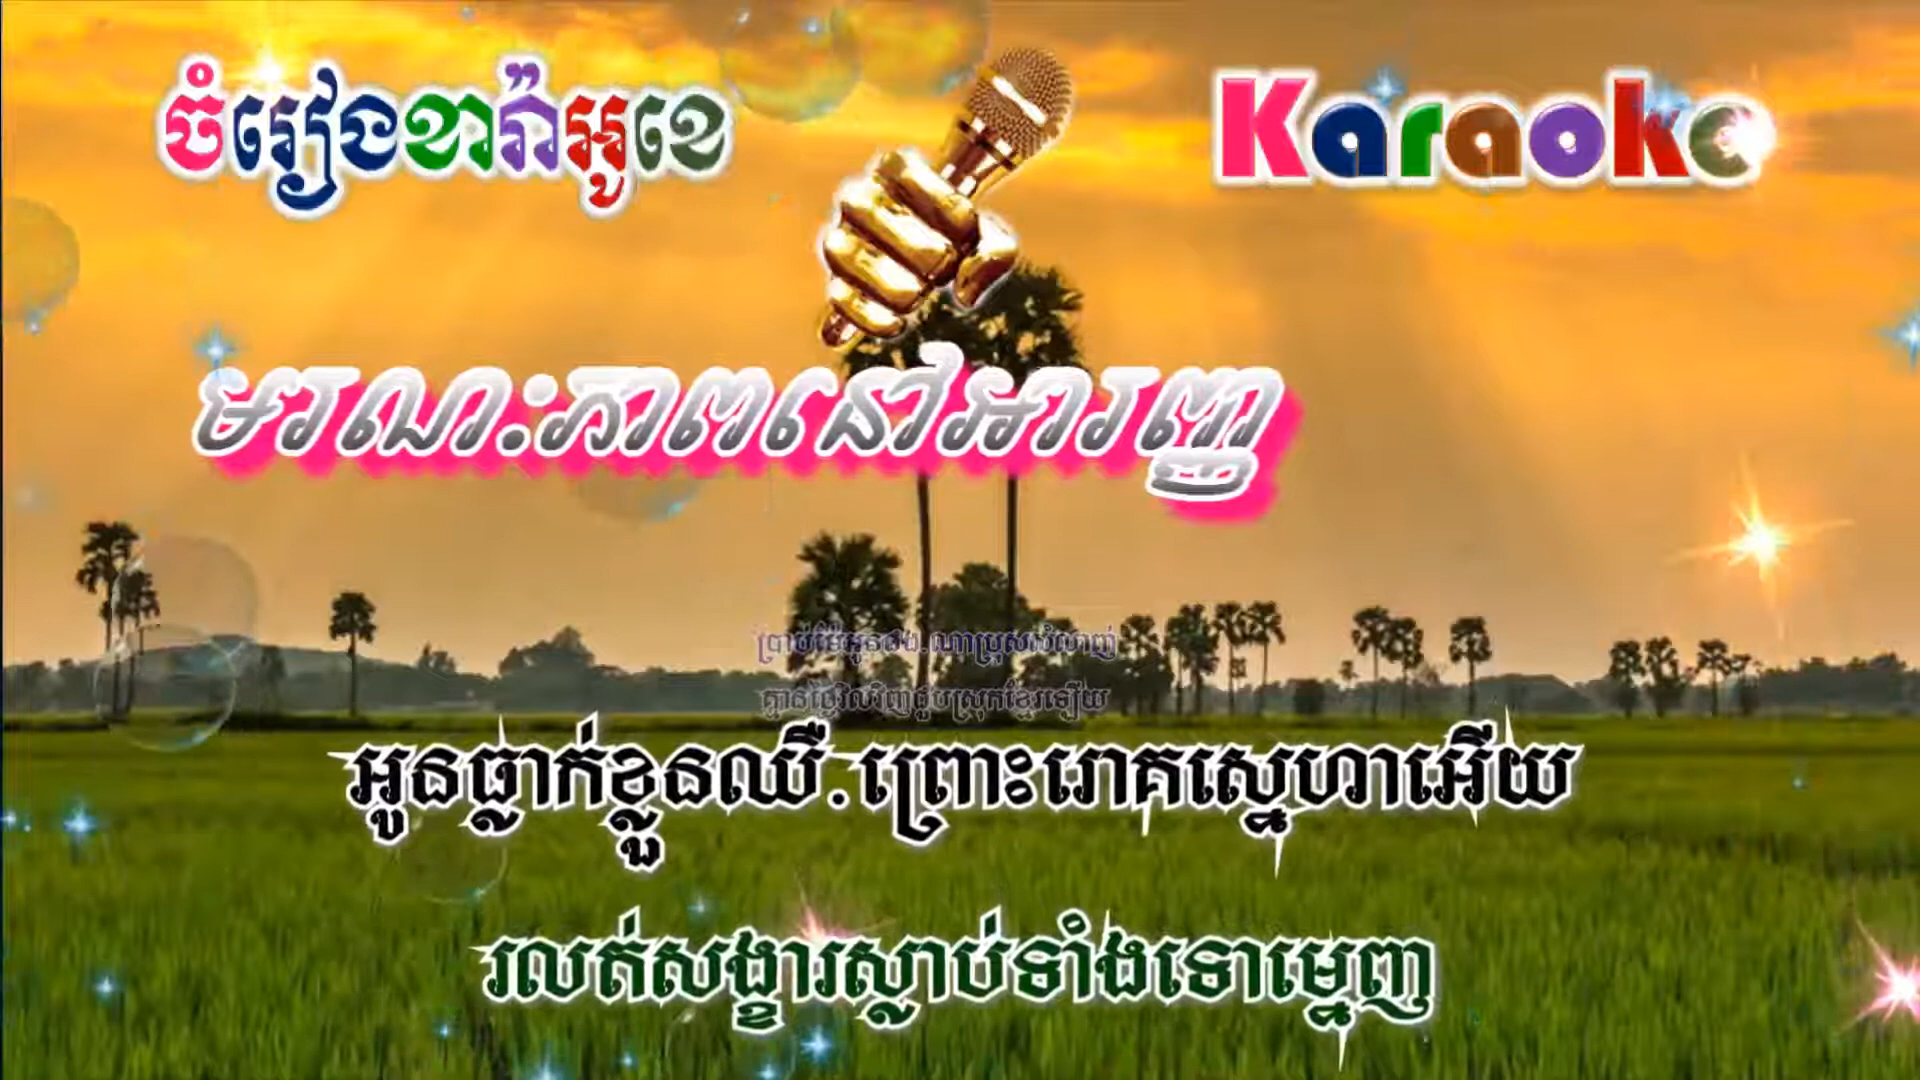 ចំរៀងខារ៉ាអូខេ
Karaoke
មរណៈភាពនៅអារញ្ញ
អូនធ្លាក់ខ្លួនឈឺ.ព្រោះរោគស្នេហាអើយ
រលត់សង្ខារស្លាប់ទាំងទោម្នេញ